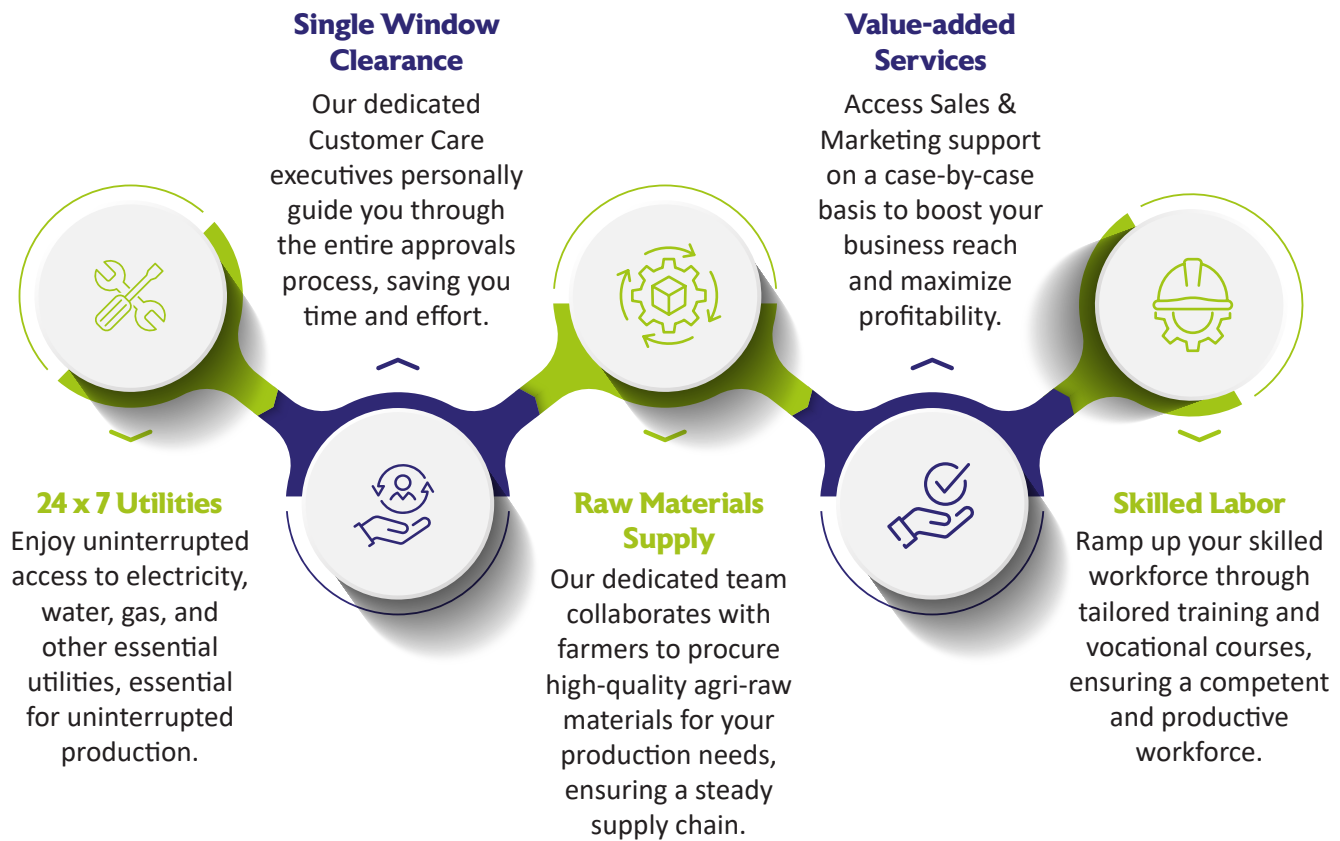 24 x 7 Utilities
Enjoy uninterrupted
access to electricity,
water, gas, and
other essential
utilities, essential
for uninterrupted
production.
Single Window
Clearance
Our dedicated
Customer Care
executives personally
guide you through
the entire approvals
process, saving you
time and effort.
Raw Materials
Supply
Our dedicated team
collaborates with
farmers to procure
high-quality agri-raw
materials for your
production needs,
ensuring a steady
supply chain.
Value-added
Services
Access Sales &
Marketing support
on a case-by-case
basis to boost your
business reach
and maximize
profitability.
Skilled Labor
Ramp up your skilled
workforce through
tailored training and
vocational courses,
ensuring a competent
and productive
workforce.